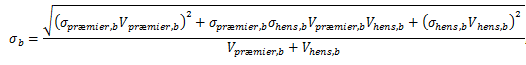 σ_b = √((σ_præmier,b V_præmier,b)² + σ_præmier,b σ_hens,b V_præmier,b V_hens,b + (σ_hens,b V_hens,b)²) / (V_præmier,b + V_hens,b)